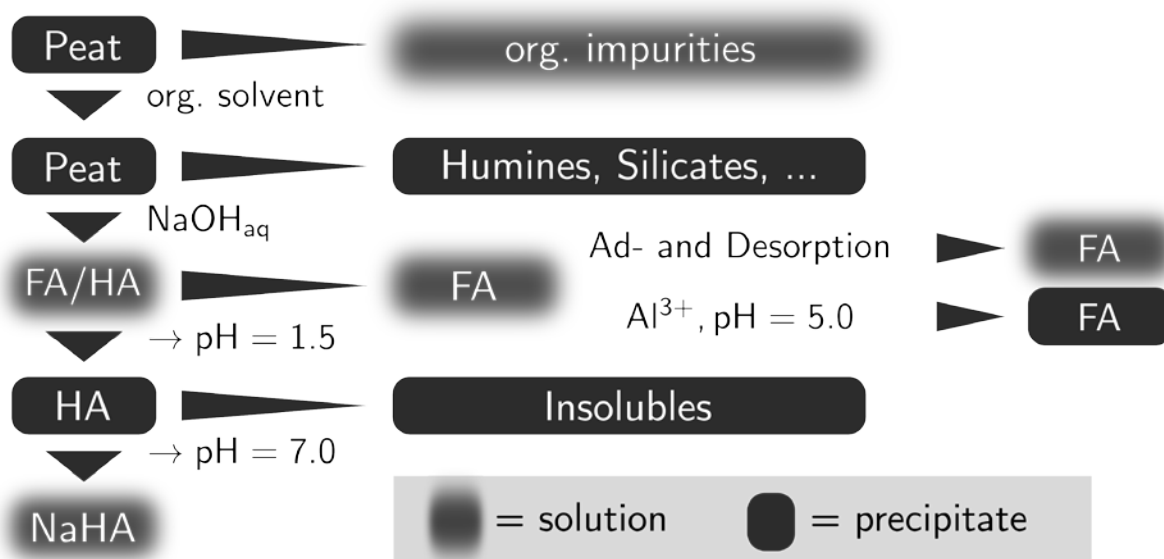 Peat
org. impurities
org. solvent
Peat
Humines, Silicates, ...
NaOHaq
Ad- and Desorption
FA
FA/HA
FA
Al³⁺, pH = 5.0
FA
→ pH = 1.5
HA
Insolubles
→ pH = 7.0
NaHA
= solution
= precipitate